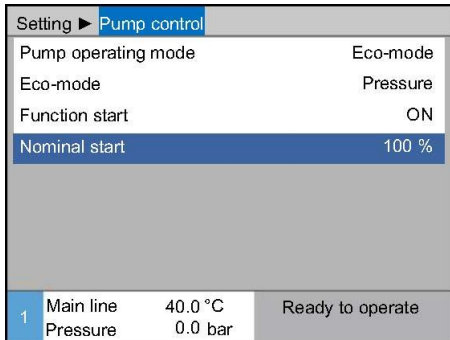 Setting ► Pump control
Pump operating mode Eco-mode
Eco-mode Pressure
Function start ON
Nominal start 100 %
1 Main line 40.0 °C Ready to operate
Pressure 0.0 bar